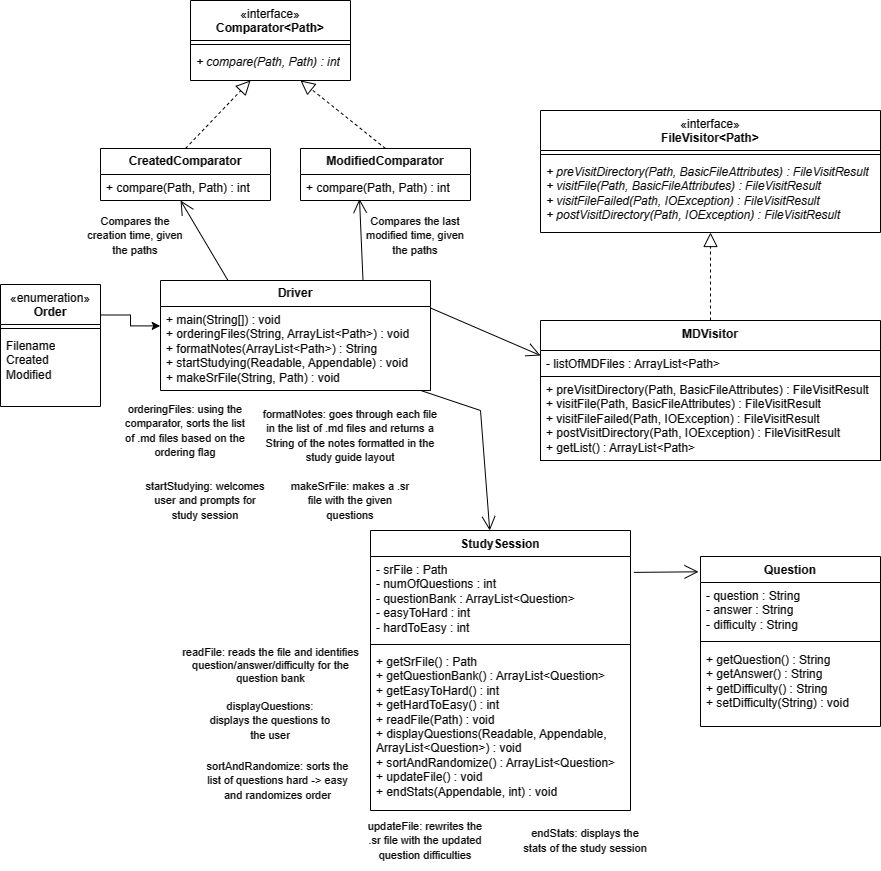 «interface»
Comparator<Path>
+ compare(Path, Path) : int
CreatedComparator
+ compare(Path, Path) : int
ModifiedComparator
+ compare(Path, Path) : int
Compares the
creation time, given
the paths
Compares the last
modified time, given
the paths
«interface»
FileVisitor<Path>
+ preVisitDirectory(Path, BasicFileAttributes) : FileVisitResult
+ visitFile(Path, BasicFileAttributes) : FileVisitResult
+ visitFileFailed(Path, IOException) : FileVisitResult
+ postVisitDirectory(Path, IOException) : FileVisitResult
«enumeration»
Order
Filename
Created
Modified
Driver
+ main(String[]) : void
+ orderingFiles(String, ArrayList<Path>) : void
+ formatNotes(ArrayList<Path>) : String
+ startStudying(Readable, Appendable) : void
+ makeSrFile(String, Path) : void
MDVisitor
- listOfMDFiles : ArrayList<Path>
+ preVisitDirectory(Path, BasicFileAttributes) : FileVisitResult
+ visitFile(Path, BasicFileAttributes) : FileVisitResult
+ visitFileFailed(Path, IOException) : FileVisitResult
+ postVisitDirectory(Path, IOException) : FileVisitResult
+ getList() : ArrayList<Path>
orderingFiles: using the
comparator, sorts the list
of .md files based on the
ordering flag
formatNotes: goes through each file
in the list of .md files and returns a
String of the notes formatted in the
study guide layout
startStudying: welcomes
user and prompts for
study session
makeSrFile: makes a .sr
file with the given
questions
StudySession
- srFile : Path
- numOfQuestions : int
- questionBank : ArrayList<Question>
- easyToHard : int
- hardToEasy : int
+ getSrFile() : Path
+ getQuestionBank() : ArrayList<Question>
+ getEasyToHard() : int
+ getHardToEasy() : int
+ readFile(Path) : void
+ displayQuestions(Readable, Appendable,
ArrayList<Question>) : void
+ sortAndRandomize() : ArrayList<Question>
+ updateFile() : void
+ endStats(Appendable, int) : void
Question
- question : String
- answer : String
- difficulty : String
+ getQuestion() : String
+ getAnswer() : String
+ getDifficulty() : String
+ setDifficulty(String) : void
readFile: reads the file and identifies
question/answer/difficulty for the
question bank
displayQuestions:
displays the questions to
the user
sortAndRandomize: sorts the
list of questions hard -> easy
and randomizes order
updateFile: rewrites the
.sr file with the updated
question difficulties
endStats: displays the
stats of the study session